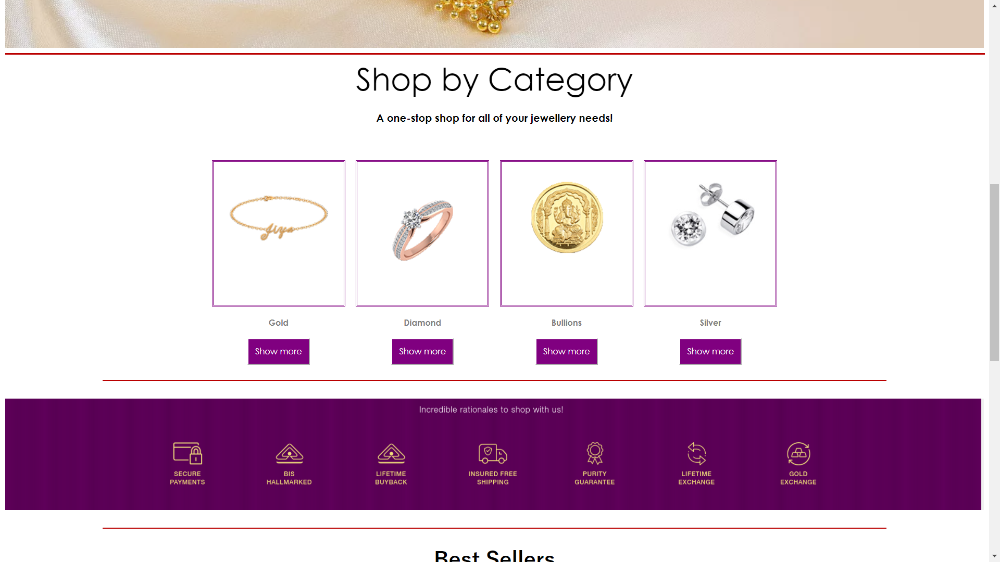 Shop by Category
A one-stop shop for all of your jewellery needs!
Jiya
Gold
Diamond
Bullions
Silver
Show more
Show more
Show more
Show more
Incredible rationales to shop with us!
SECURE
PAYMENTS
BIS
HALLMARKED
LIFETIME
BUYBACK
INSURED FREE
SHIPPING
PURITY
GUARANTEE
LIFETIME
EXCHANGE
GOLD
EXCHANGE
Best Sellers